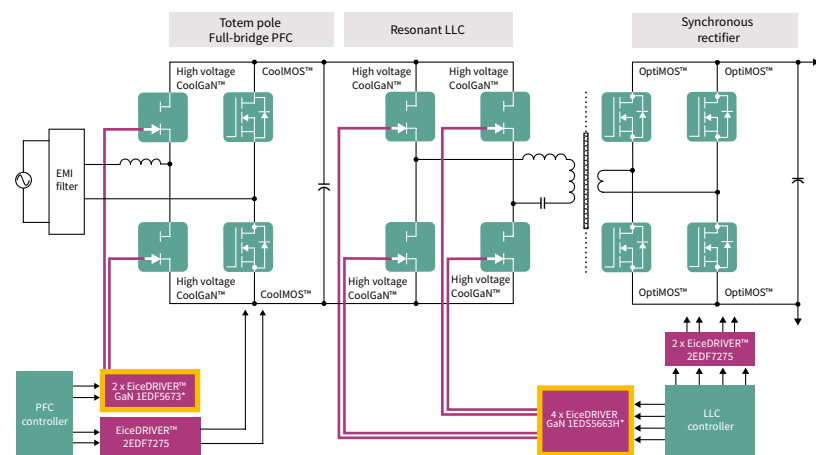 Totem pole
Full-bridge PFC
Resonant LLC
Synchronous
rectifier
High voltage
CoolGaN™
CoolMOS™
High voltage
CoolGaN™
High voltage
CoolGaN™
OptiMOS™
OptiMOS™
EMI
filter
High voltage
CoolGaN™
CoolMOS™
High voltage
CoolGaN™
High voltage
CoolGaN™
OptiMOS™
OptiMOS™
2 x EiceDRIVER™
2EDF7275
PFC
controller
2 x EiceDRIVER™
GaN 1EDF5673*
EiceDRIVER™
2EDF7275
4 x EiceDRIVER
GaN 1EDS5663H*
LLC
controller